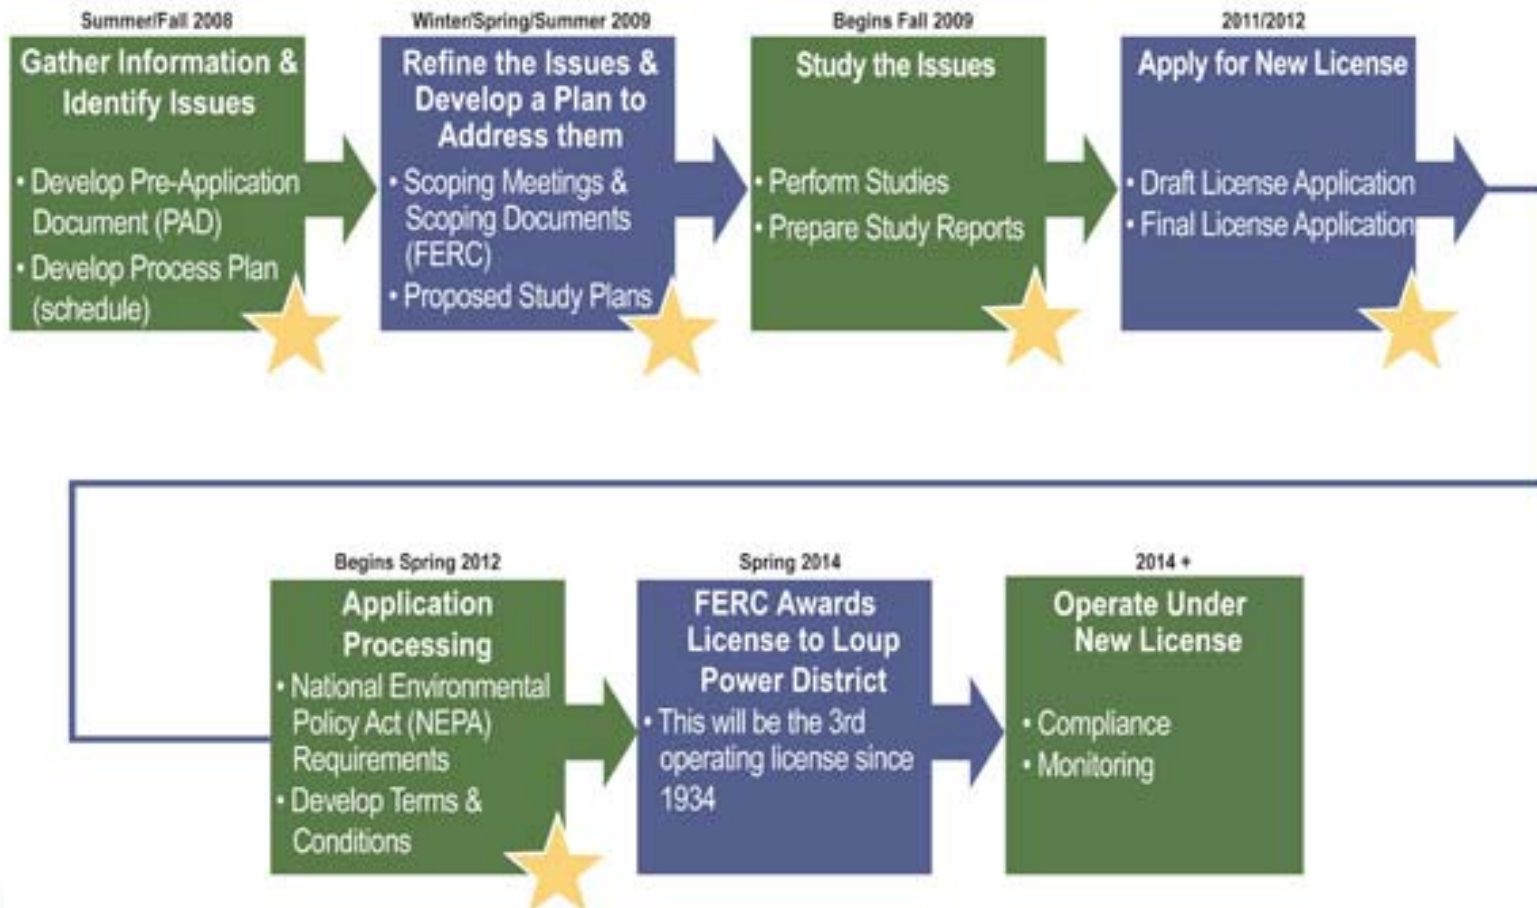 Summer/Fall 2008
Gather Information &
Identify Issues
• Develop Pre-Application
Document (PAD)
• Develop Process Plan
(schedule)
Winter/Spring/Summer 2009
Refine the Issues &
Develop a Plan to
Address them
• Scoping Meetings &
Scoping Documents
(FERC)
• Proposed Study Plans
Begins Fall 2009
Study the Issues
• Perform Studies
• Prepare Study Reports
2011/2012
Apply for New License
• Draft License Application
• Final License Application
Begins Spring 2012
Application
Processing
• National Environmental
Policy Act (NEPA)
Requirements
• Develop Terms &
Conditions
Spring 2014
FERC Awards
License to Loup
Power District
• This will be the 3rd
operating license since
1934
2014 +
Operate Under
New License
• Compliance
• Monitoring